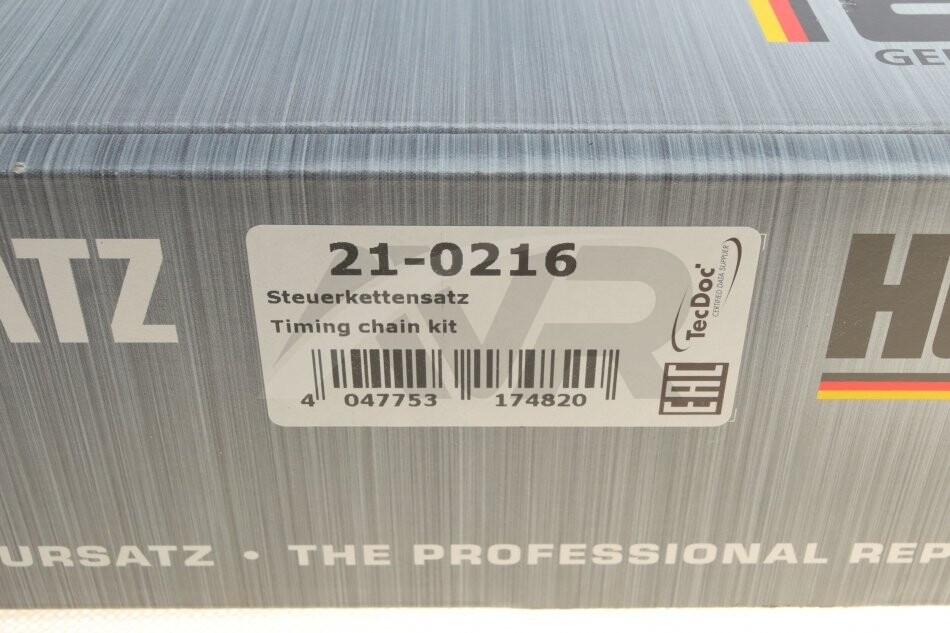 GE
ATZ
21-0216
Steuerkettensatz
Timing chain kit
4 047753 174820
TecDoc
CERTIFIED DATA SUPPLIER
EAC
AVR
H
URSATZ • THE PROFESSIONAL REP